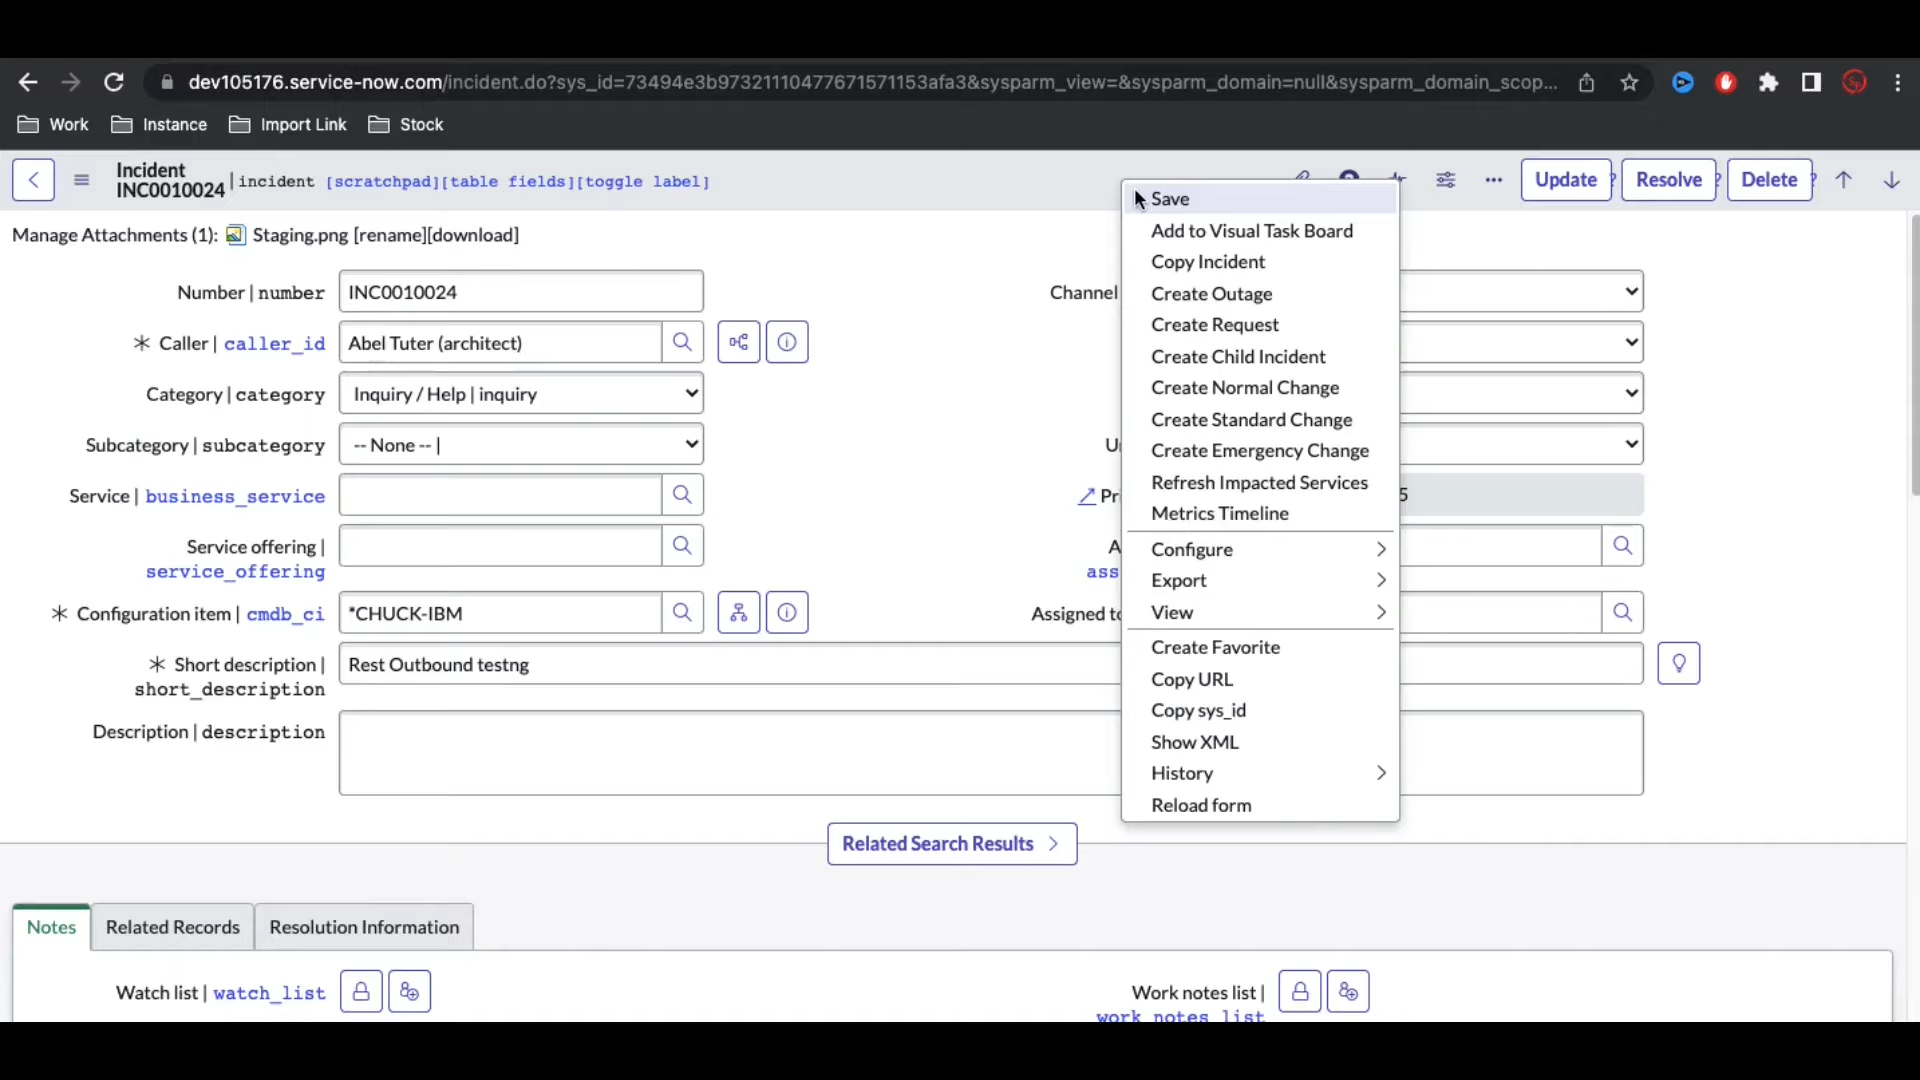 dev105176.service-now.com/incident.do?sys_id=73494e3b97321110477671571153afa3&sysparm_view=&sysparm_domain=null&sysparm_domain_scop...
Work Instance Import Link Stock
Incident
INC0010024 | incident [scratchpad][table fields][toggle label]
Update Resolve Delete
Manage Attachments (1): Staging.png [rename][download]
Number | number INC0010024
Channel
Caller | caller_id Abel Tuter (architect)
Category | category Inquiry / Help | inquiry
Subcategory | subcategory -- None -- |
Service | business_service
5
Service offering |
service_offering
ass
Configuration item | cmdb_ci *CHUCK-IBM
Assigned to
Short description |
short_description Rest Outbound testng
Description | description
Save
Add to Visual Task Board
Copy Incident
Create Outage
Create Request
Create Child Incident
Create Normal Change
Create Standard Change
Create Emergency Change
Refresh Impacted Services
Metrics Timeline
Configure
Export
View
Create Favorite
Copy URL
Copy sys_id
Show XML
History
Reload form
Related Search Results
Notes Related Records Resolution Information
Watch list | watch_list
Work notes list |
work_notes_list